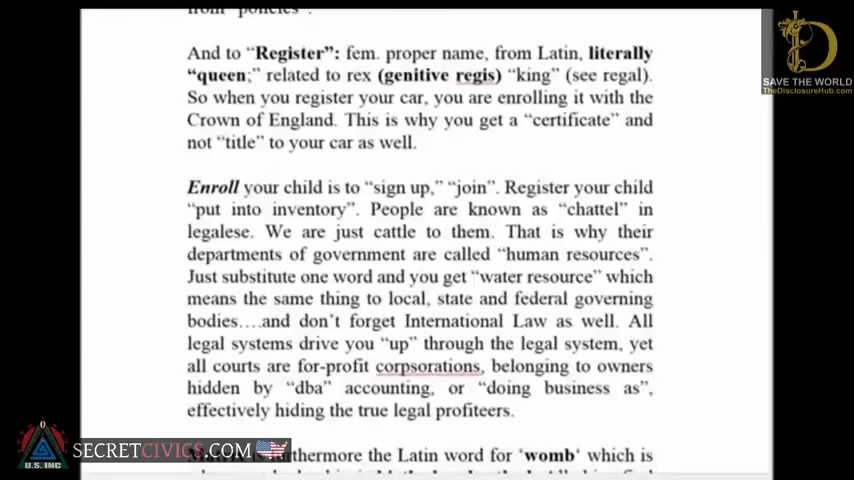 from "policies".
And to "Register": fem. proper name, from Latin, literally
"queen;" related to rex (genitive regis) "king" (see regal).
So when you register your car, you are enrolling it with the
Crown of England. This is why you get a "certificate" and
not "title" to your car as well.
Enroll your child is to "sign up," "join". Register your child
"put into inventory". People are known as "chattel" in
legalese. We are just cattle to them. That is why their
departments of government are called "human resources".
Just substitute one word and you get "water resource" which
means the same thing to local, state and federal governing
bodies….and don't forget International Law as well. All
legal systems drive you "up" through the legal system, yet
all courts are for-profit corpsorations, belonging to owners
hidden by "dba" accounting, or "doing business as",
effectively hiding the true legal profiteers.
furthermore the Latin word for 'womb' which is
SAVE THE WORLD
TheDisclosureHub.com
U.S. INC
SECRETCIVICS.COM